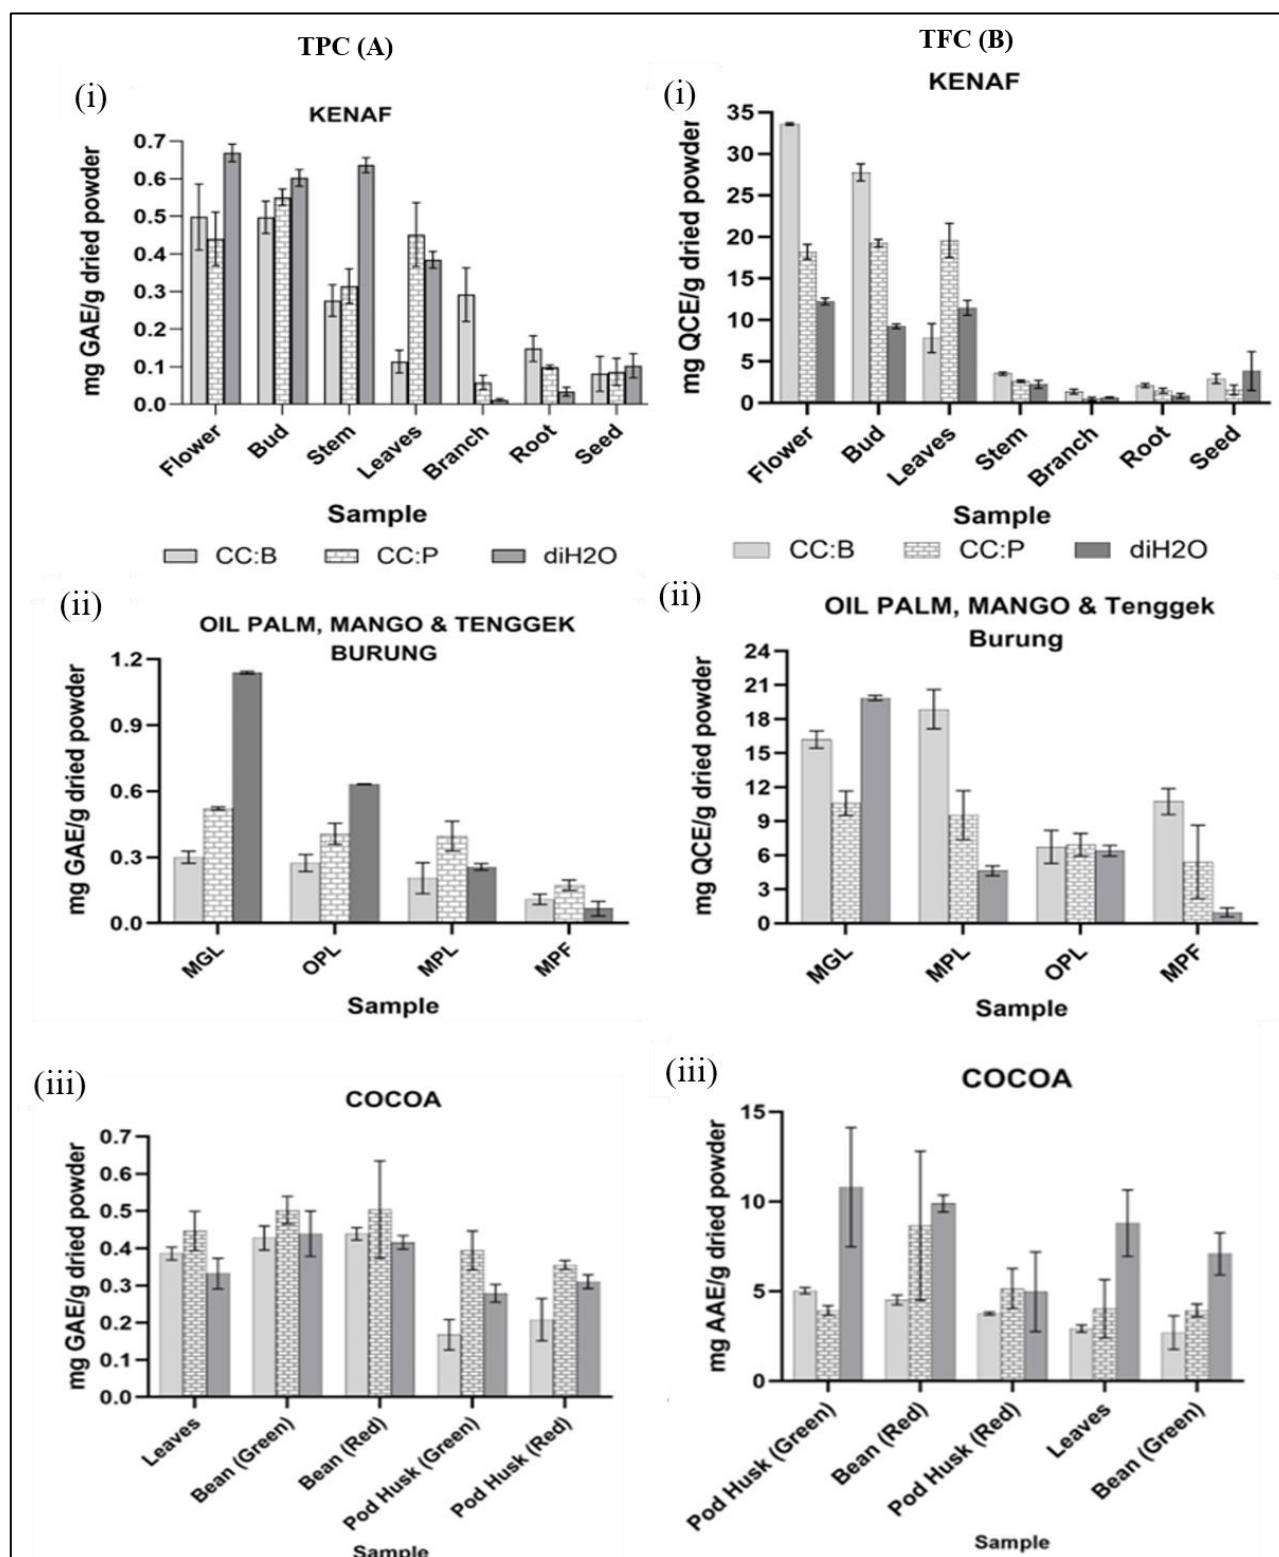 TPC (A)
TFC (B)
(i)
KENAF
mg GAE/g dried powder
0.7
0.6
0.5
0.4
0.3
0.2
0.1
0.0
Flower
Bud
Stem
Leaves
Branch
Root
Seed
Sample
CC:B
CC:P
diH2O
(i)
KENAF
mg QCE/g dried powder
35
30
25
20
15
10
5
0
Flower
Bud
Leaves
Stem
Branch
Root
Seed
Sample
CC:B
CC:P
diH2O
(ii)
OIL PALM, MANGO & TENGGEK
BURUNG
mg GAE/g dried powder
1.2
0.9
0.6
0.3
0.0
MGL
OPL
MPL
MPF
Sample
(ii)
OIL PALM, MANGO & Tenggek
Burung
mg QCE/g dried powder
24
21
18
15
12
9
6
3
0
MGL
MPL
OPL
MPF
Sample
(iii)
COCOA
mg GAE/g dried powder
0.7
0.6
0.5
0.4
0.3
0.2
0.1
0.0
Leaves
Bean (Green)
Bean (Red)
Pod Husk (Green)
Pod Husk (Red)
Sample
(iii)
COCOA
mg AAE/g dried powder
15
10
5
0
Pod Husk (Green)
Bean (Red)
Pod Husk (Red)
Leaves
Bean (Green)
Sample